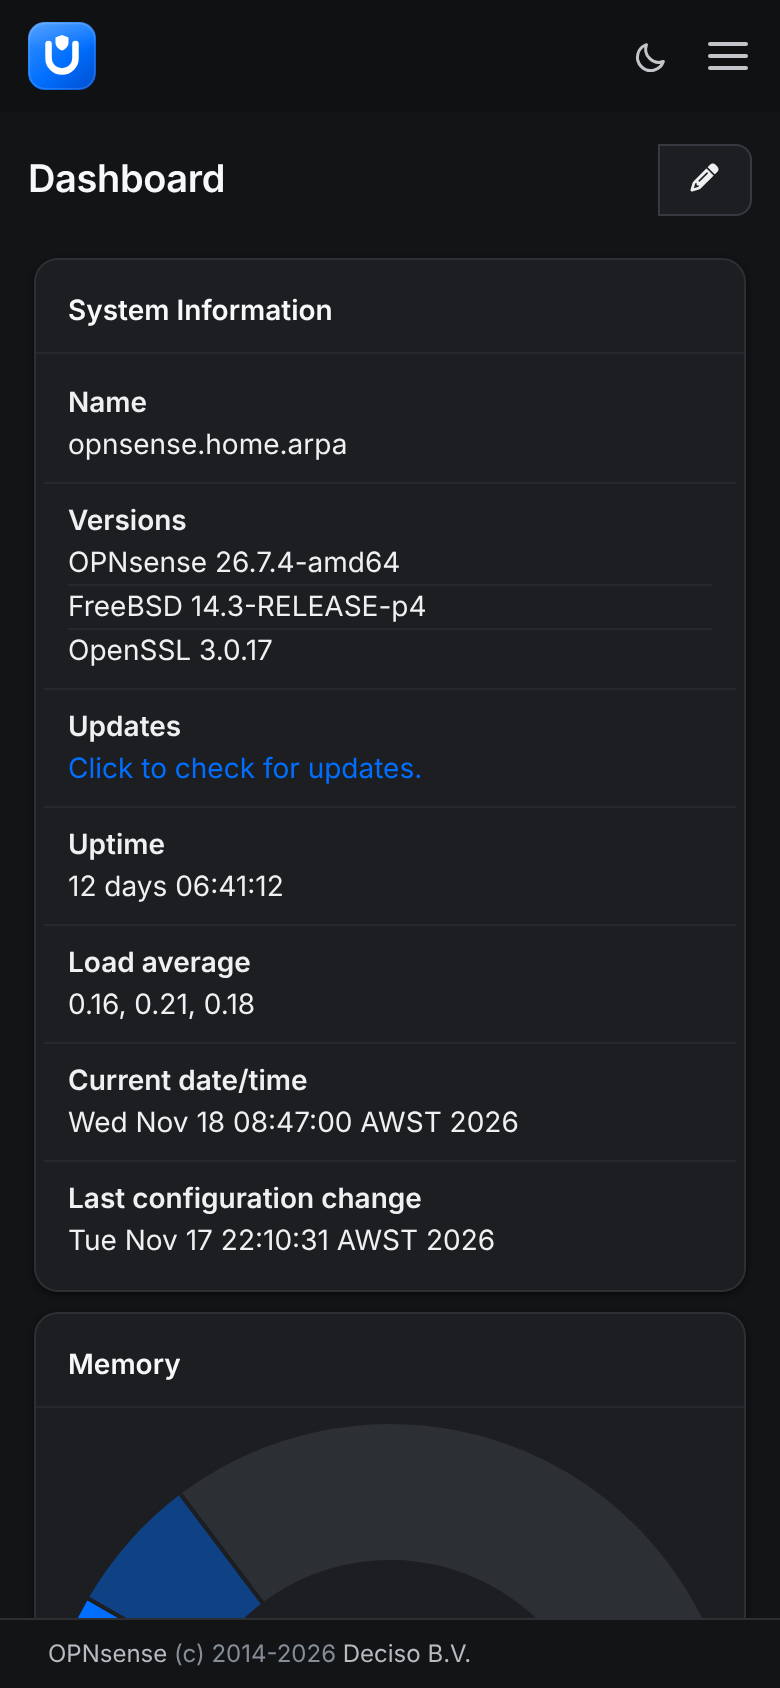 Dashboard
System Information
Name
opnsense.home.arpa
Versions
OPNsense 26.7.4-amd64
FreeBSD 14.3-RELEASE-p4
OpenSSL 3.0.17
Updates
Click to check for updates.
Uptime
12 days 06:41:12
Load average
0.16, 0.21, 0.18
Current date/time
Wed Nov 18 08:47:00 AWST 2026
Last configuration change
Tue Nov 17 22:10:31 AWST 2026
Memory
OPNsense (c) 2014-2026 Deciso B.V.